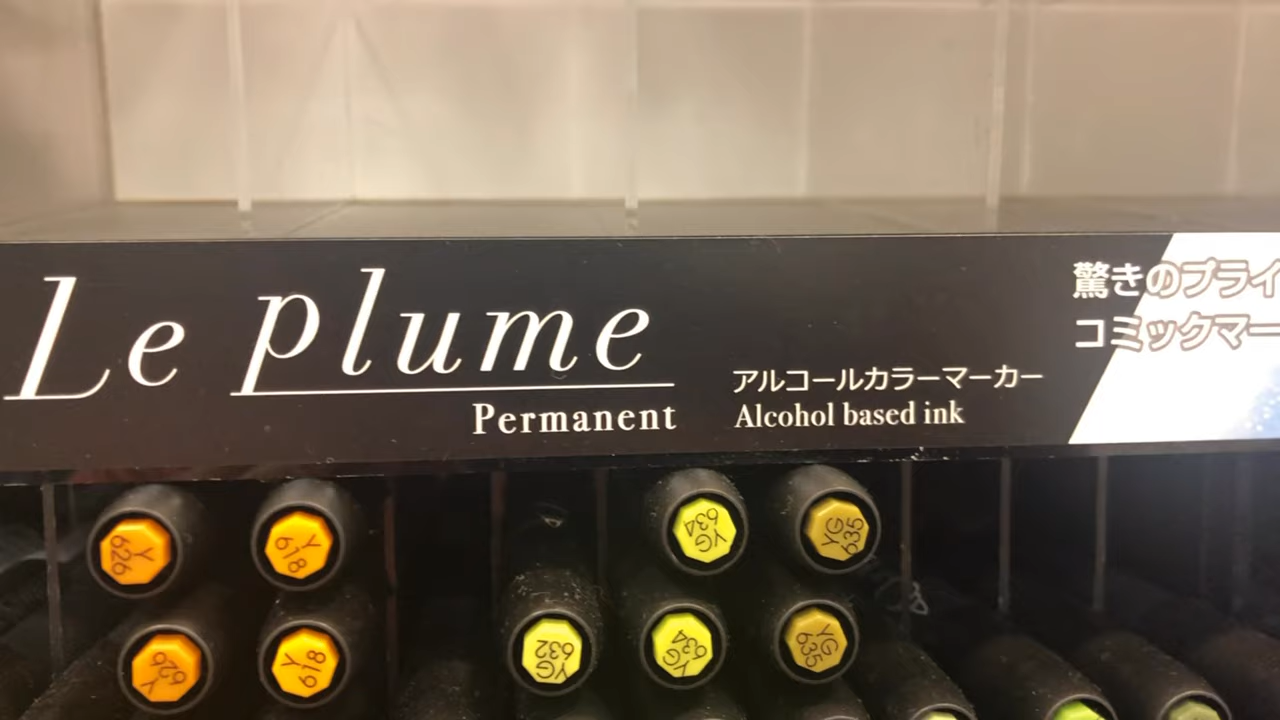 Le plume
Permanent
アルコールカラーマーカー
Alcohol based ink
驚きのプライ
コミックマー
Y
626
Y
618
YG
634
YG
635
Y
626
Y
618
YG
632
YG
634
YG
635